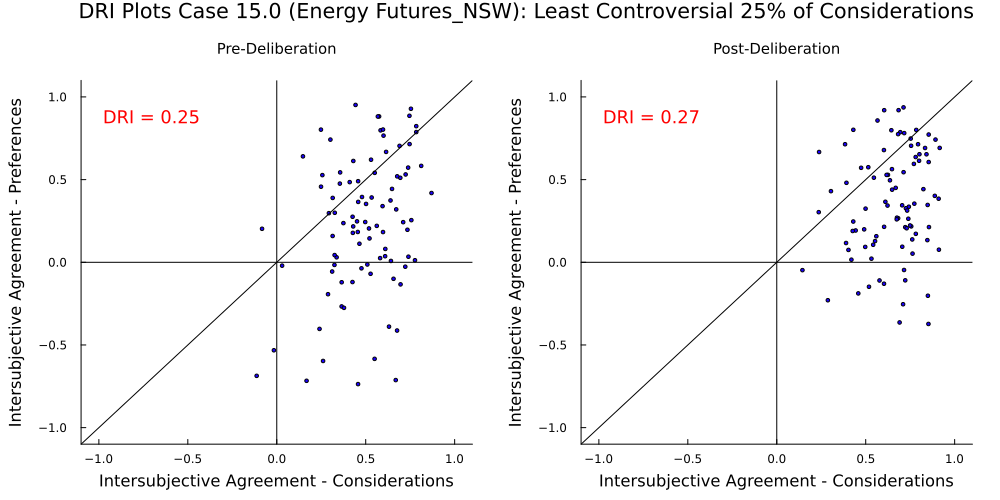 DRI Plots Case 15.0 (Energy Futures_NSW): Least Controversial 25% of Considerations
Pre-Deliberation
DRI = 0.25
Intersubjective Agreement - Preferences
1.0
0.5
0.0
−0.5
−1.0
−1.0
−0.5
0.0
0.5
1.0
Intersubjective Agreement - Considerations
Post-Deliberation
DRI = 0.27
Intersubjective Agreement - Preferences
1.0
0.5
0.0
−0.5
−1.0
−1.0
−0.5
0.0
0.5
1.0
Intersubjective Agreement - Considerations